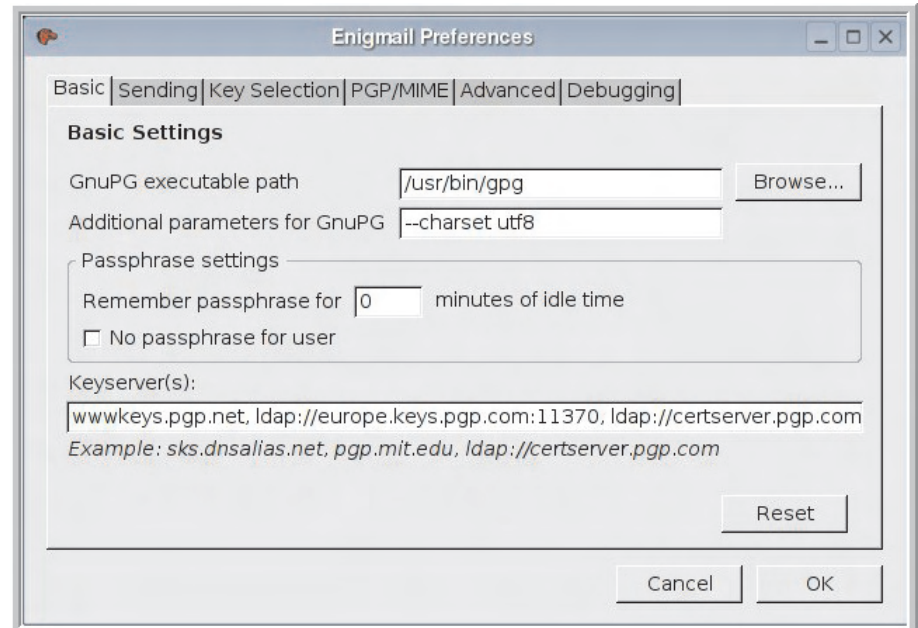 Enigmail Preferences
Basic Sending Key Selection PGP/MIME Advanced Debugging
Basic Settings
GnuPG executable path /usr/bin/gpg Browse...
Additional parameters for GnuPG --charset utf8
Passphrase settings
Remember passphrase for 0 minutes of idle time
No passphrase for user
Keyserver(s):
wwwkeys.pgp.net, ldap://europe.keys.pgp.com:11370, ldap://certserver.pgp.com
Example: sks.dnsalias.net, pgp.mit.edu, ldap://certserver.pgp.com
Reset
Cancel OK